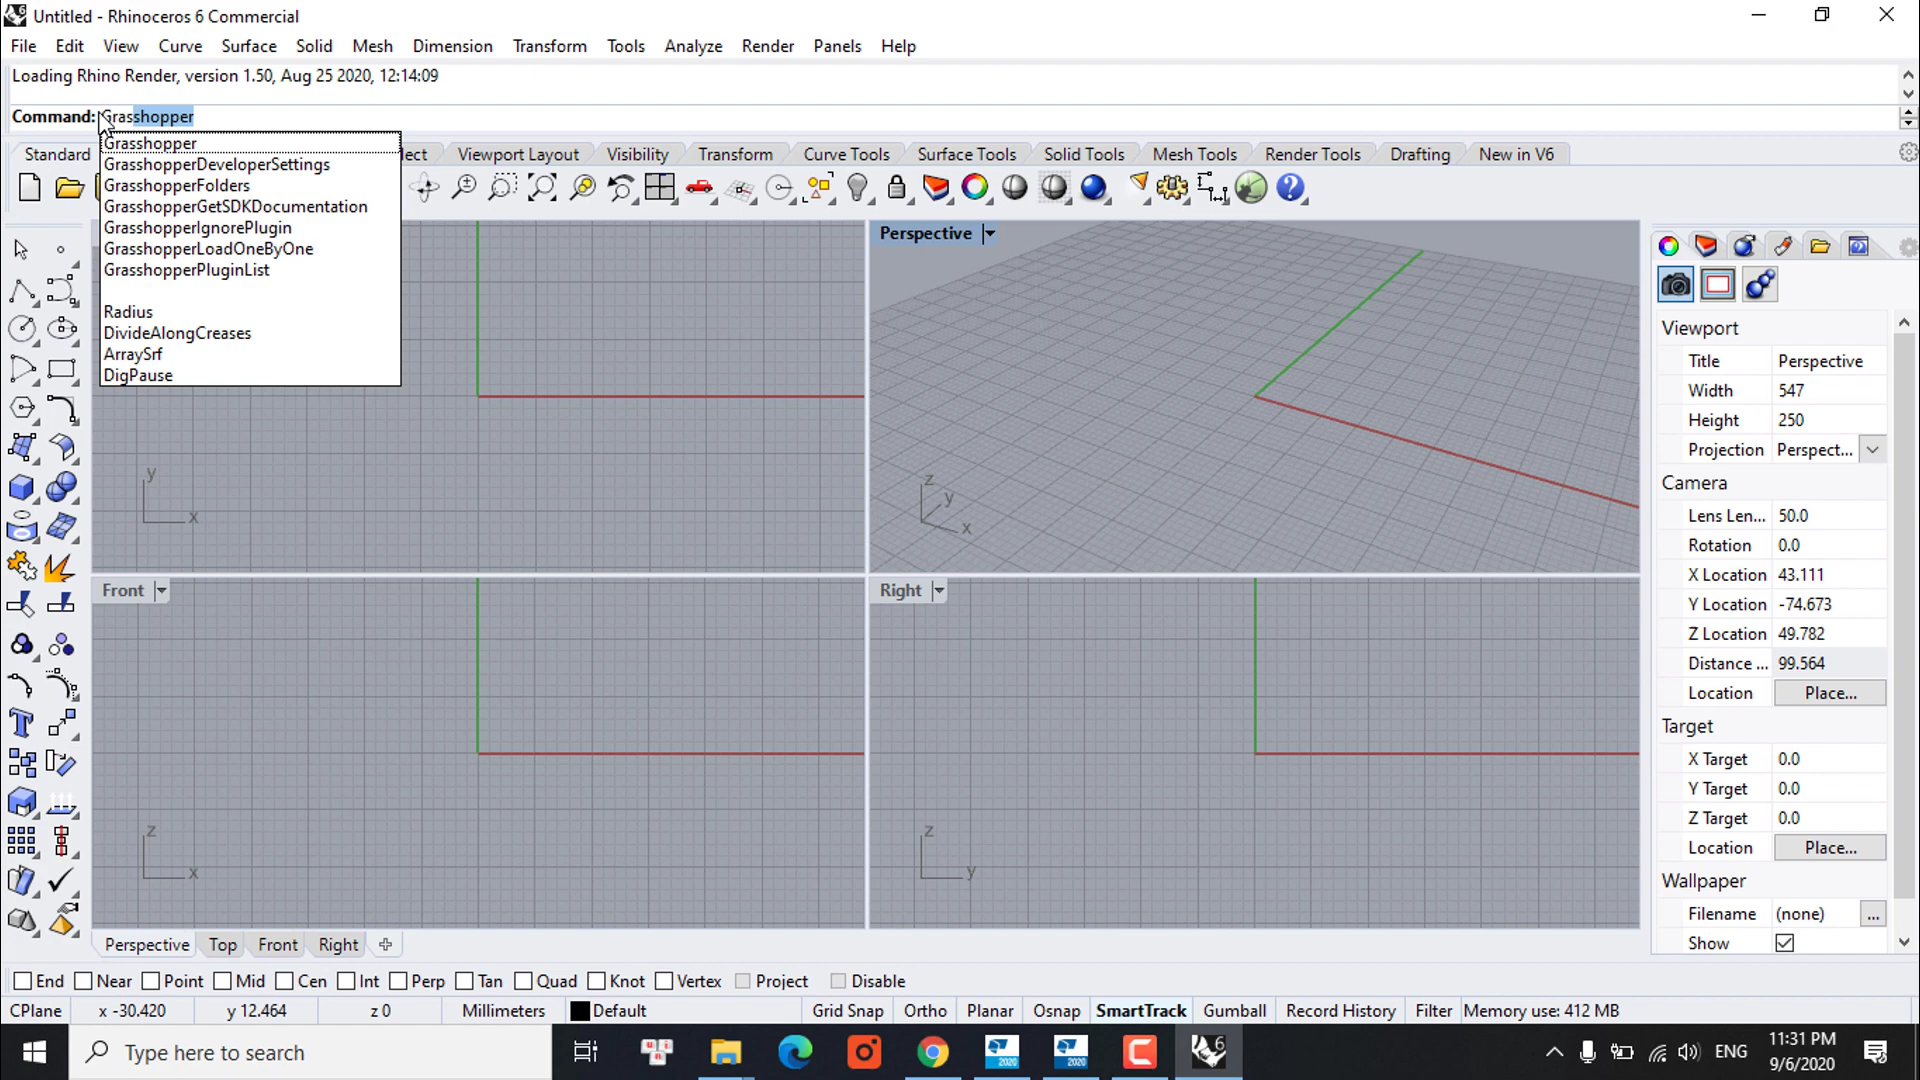 Untitled - Rhinoceros 6 Commercial
File Edit View Curve Surface Solid Mesh Dimension Transform Tools Analyze Render Panels Help
Loading Rhino Render, version 1.50, Aug 25 2020, 12:14:09
Command: Grasshopper
Grasshopper
GrasshopperDeveloperSettings
GrasshopperFolders
GrasshopperGetSDKDocumentation
GrasshopperIgnorePlugin
GrasshopperLoadOneByOne
GrasshopperPluginList
Radius
DivideAlongCreases
ArraySrf
DigPause
Standard lect Viewport Layout Visibility Transform Curve Tools Surface Tools Solid Tools Mesh Tools Render Tools Drafting New in V6
Perspective
y
x
z
y
x
Front
z
x
Right
z
y
Viewport
Title Perspective
Width 547
Height 250
Projection Perspect...
Camera
Lens Len... 50.0
Rotation 0.0
X Location 43.111
Y Location -74.673
Z Location 49.782
Distance ... 99.564
Location Place...
Target
X Target 0.0
Y Target 0.0
Z Target 0.0
Location Place...
Wallpaper
Filename (none) ...
Show
Perspective Top Front Right
End Near Point Mid Cen Int Perp Tan Quad Knot Vertex Project Disable
CPlane x -30.420 y 12.464 z 0 Millimeters Default Grid Snap Ortho Planar Osnap SmartTrack Gumball Record History Filter Memory use: 412 MB
Type here to search
2020
2020
6
ENG
11:31 PM
9/6/2020